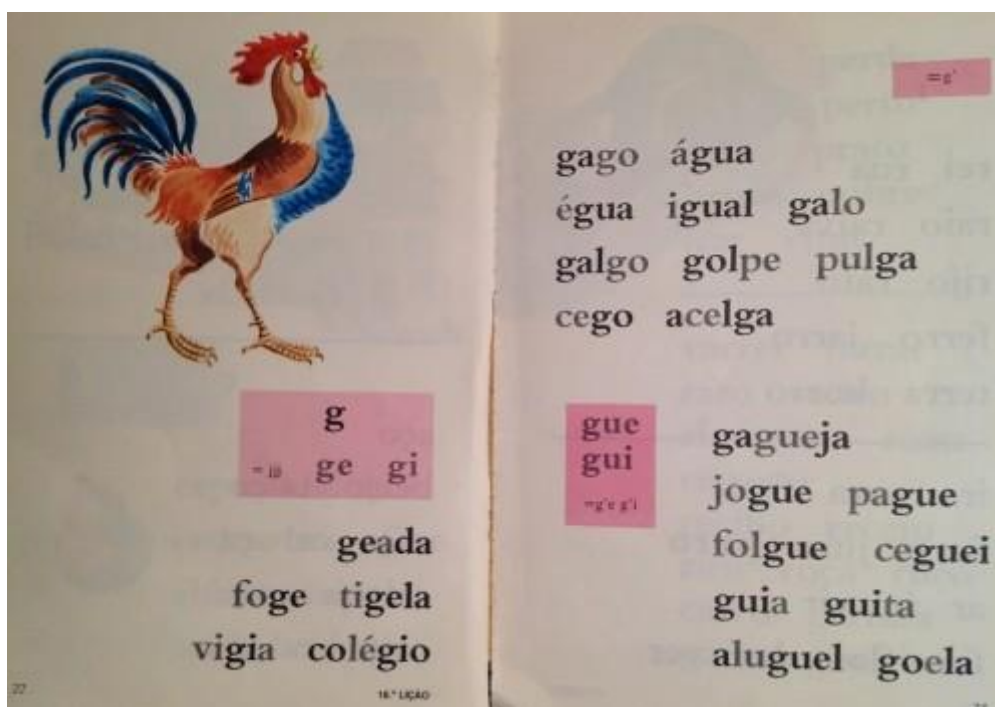 g
ge gi
geada
foge tigela
vigia colégio
22
16.ª LIÇÃO
=g'
gago água
égua igual galo
galgo golpe pulga
cego acelga
gue
gui
=g'e g'i
gagueja
jogue pague
folgue ceguei
guia guita
aluguel goela